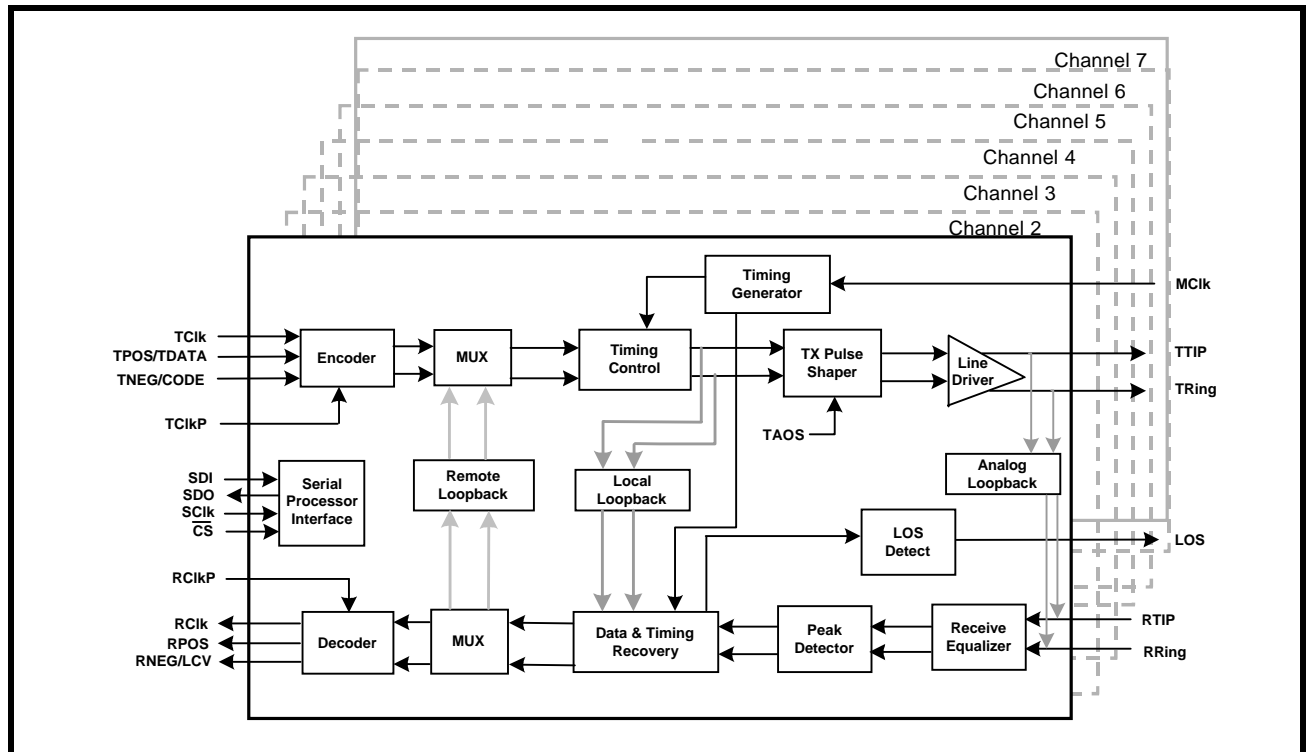 Channel 7
Channel 6
Channel 5
Channel 4
Channel 3
Channel 2
Timing
Generator
MClk
TClk
TPOS/TDATA
TNEG/CODE
TClkP
Encoder
MUX
Timing
Control
TX Pulse
Shaper
Line
Driver
TTIP
TRing
TAOS
SDI
SDO
SClk
CS
Serial
Processor
Interface
Remote
Loopback
Local
Loopback
Analog
Loopback
LOS
Detect
LOS
RClkP
RClk
RPOS
RNEG/LCV
Decoder
MUX
Data & Timing
Recovery
Peak
Detector
Receive
Equalizer
RTIP
RRing